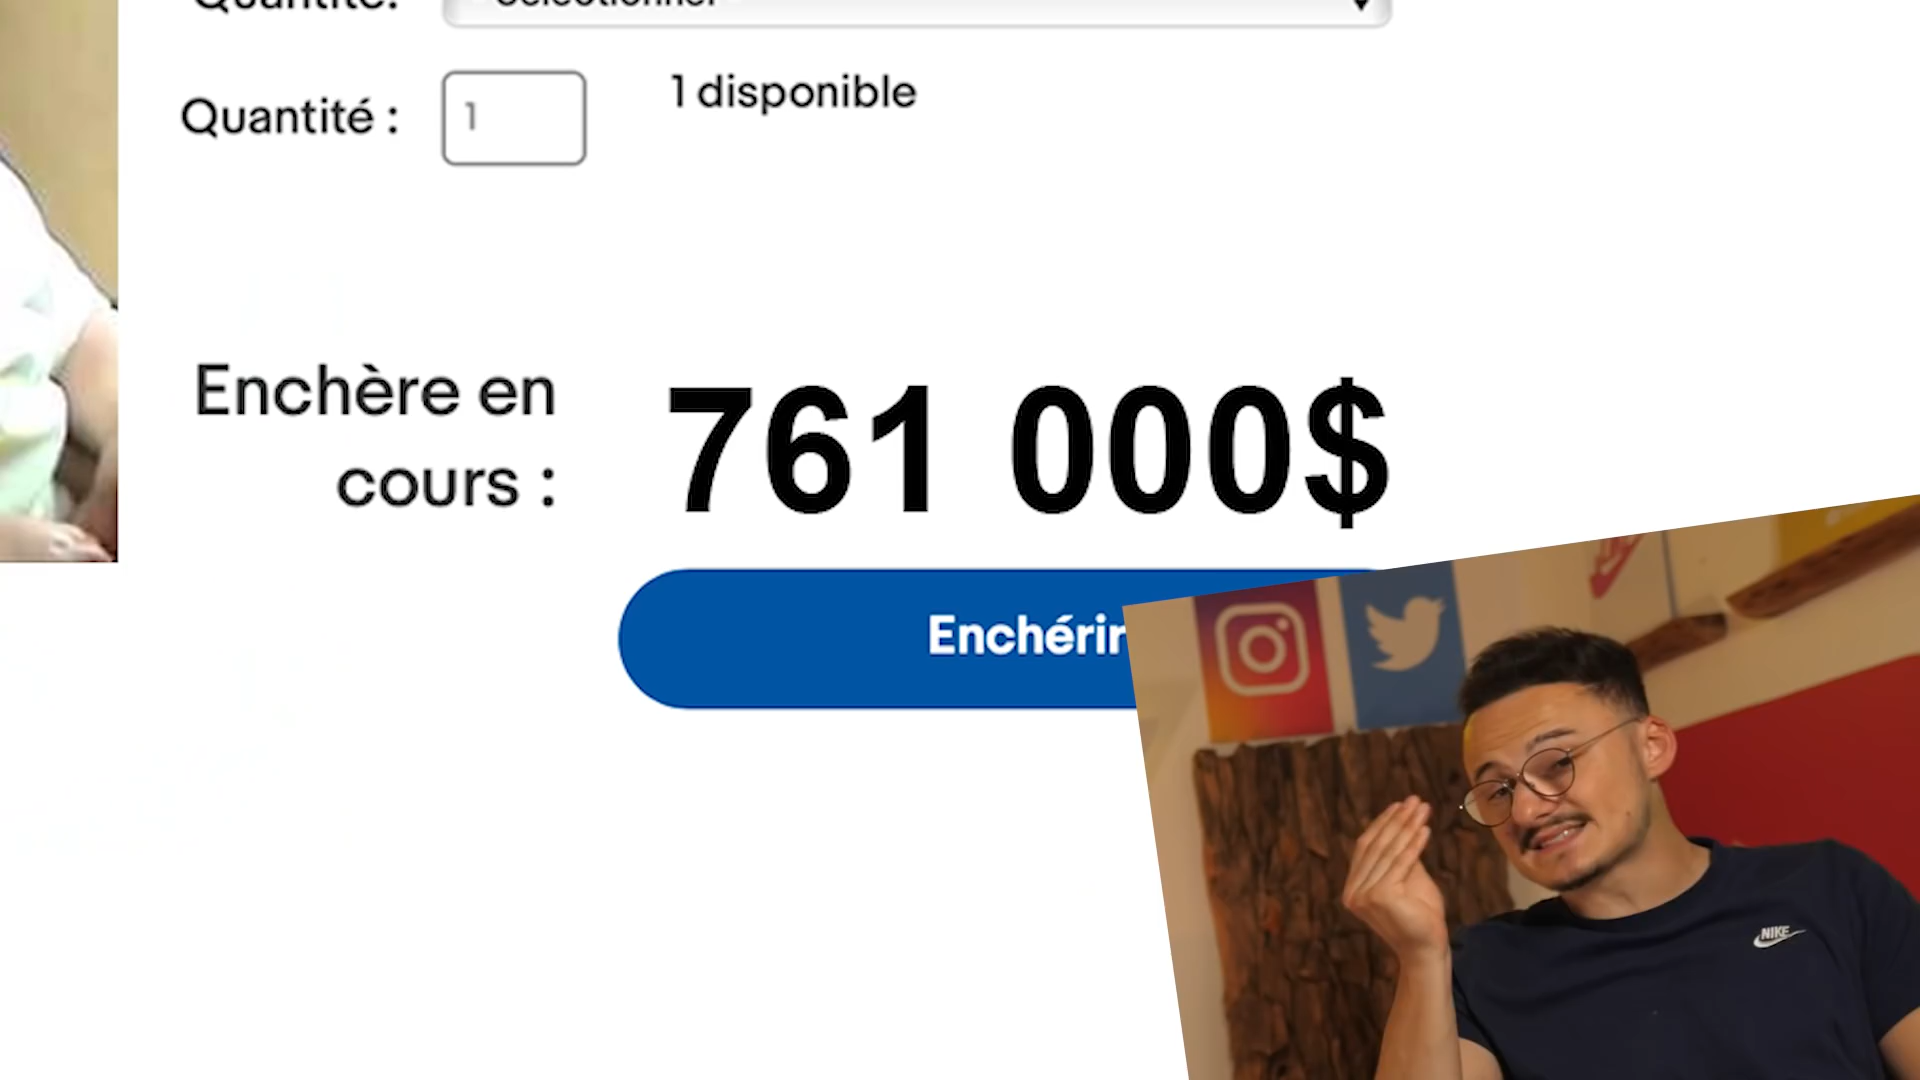 Quantité :
1
1 disponible
Enchère en
cours :
761 000$
Enchérir
NIKE